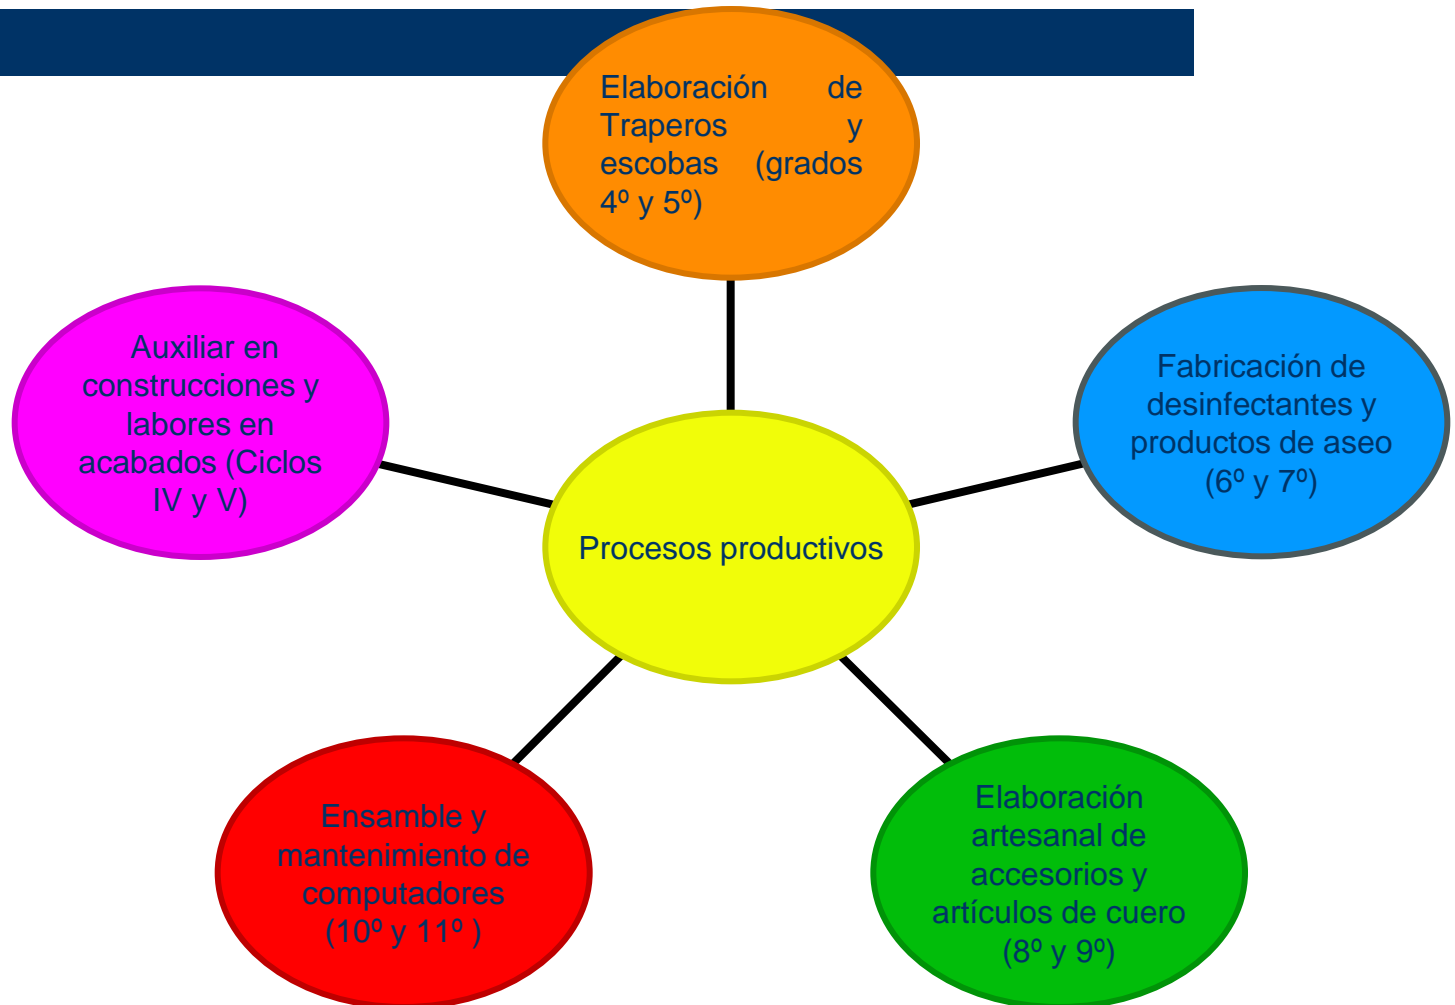 Elaboración de
Traperos y
escobas (grados
4º y 5º)
Auxiliar en
construcciones y
labores en
acabados (Ciclos
IV y V)
Fabricación de
desinfectantes y
productos de aseo
(6º y 7º)
Procesos productivos
Ensamble y
mantenimiento de
computadores
(10º y 11º )
Elaboración
artesanal de
accesorios y
artículos de cuero
(8º y 9º)